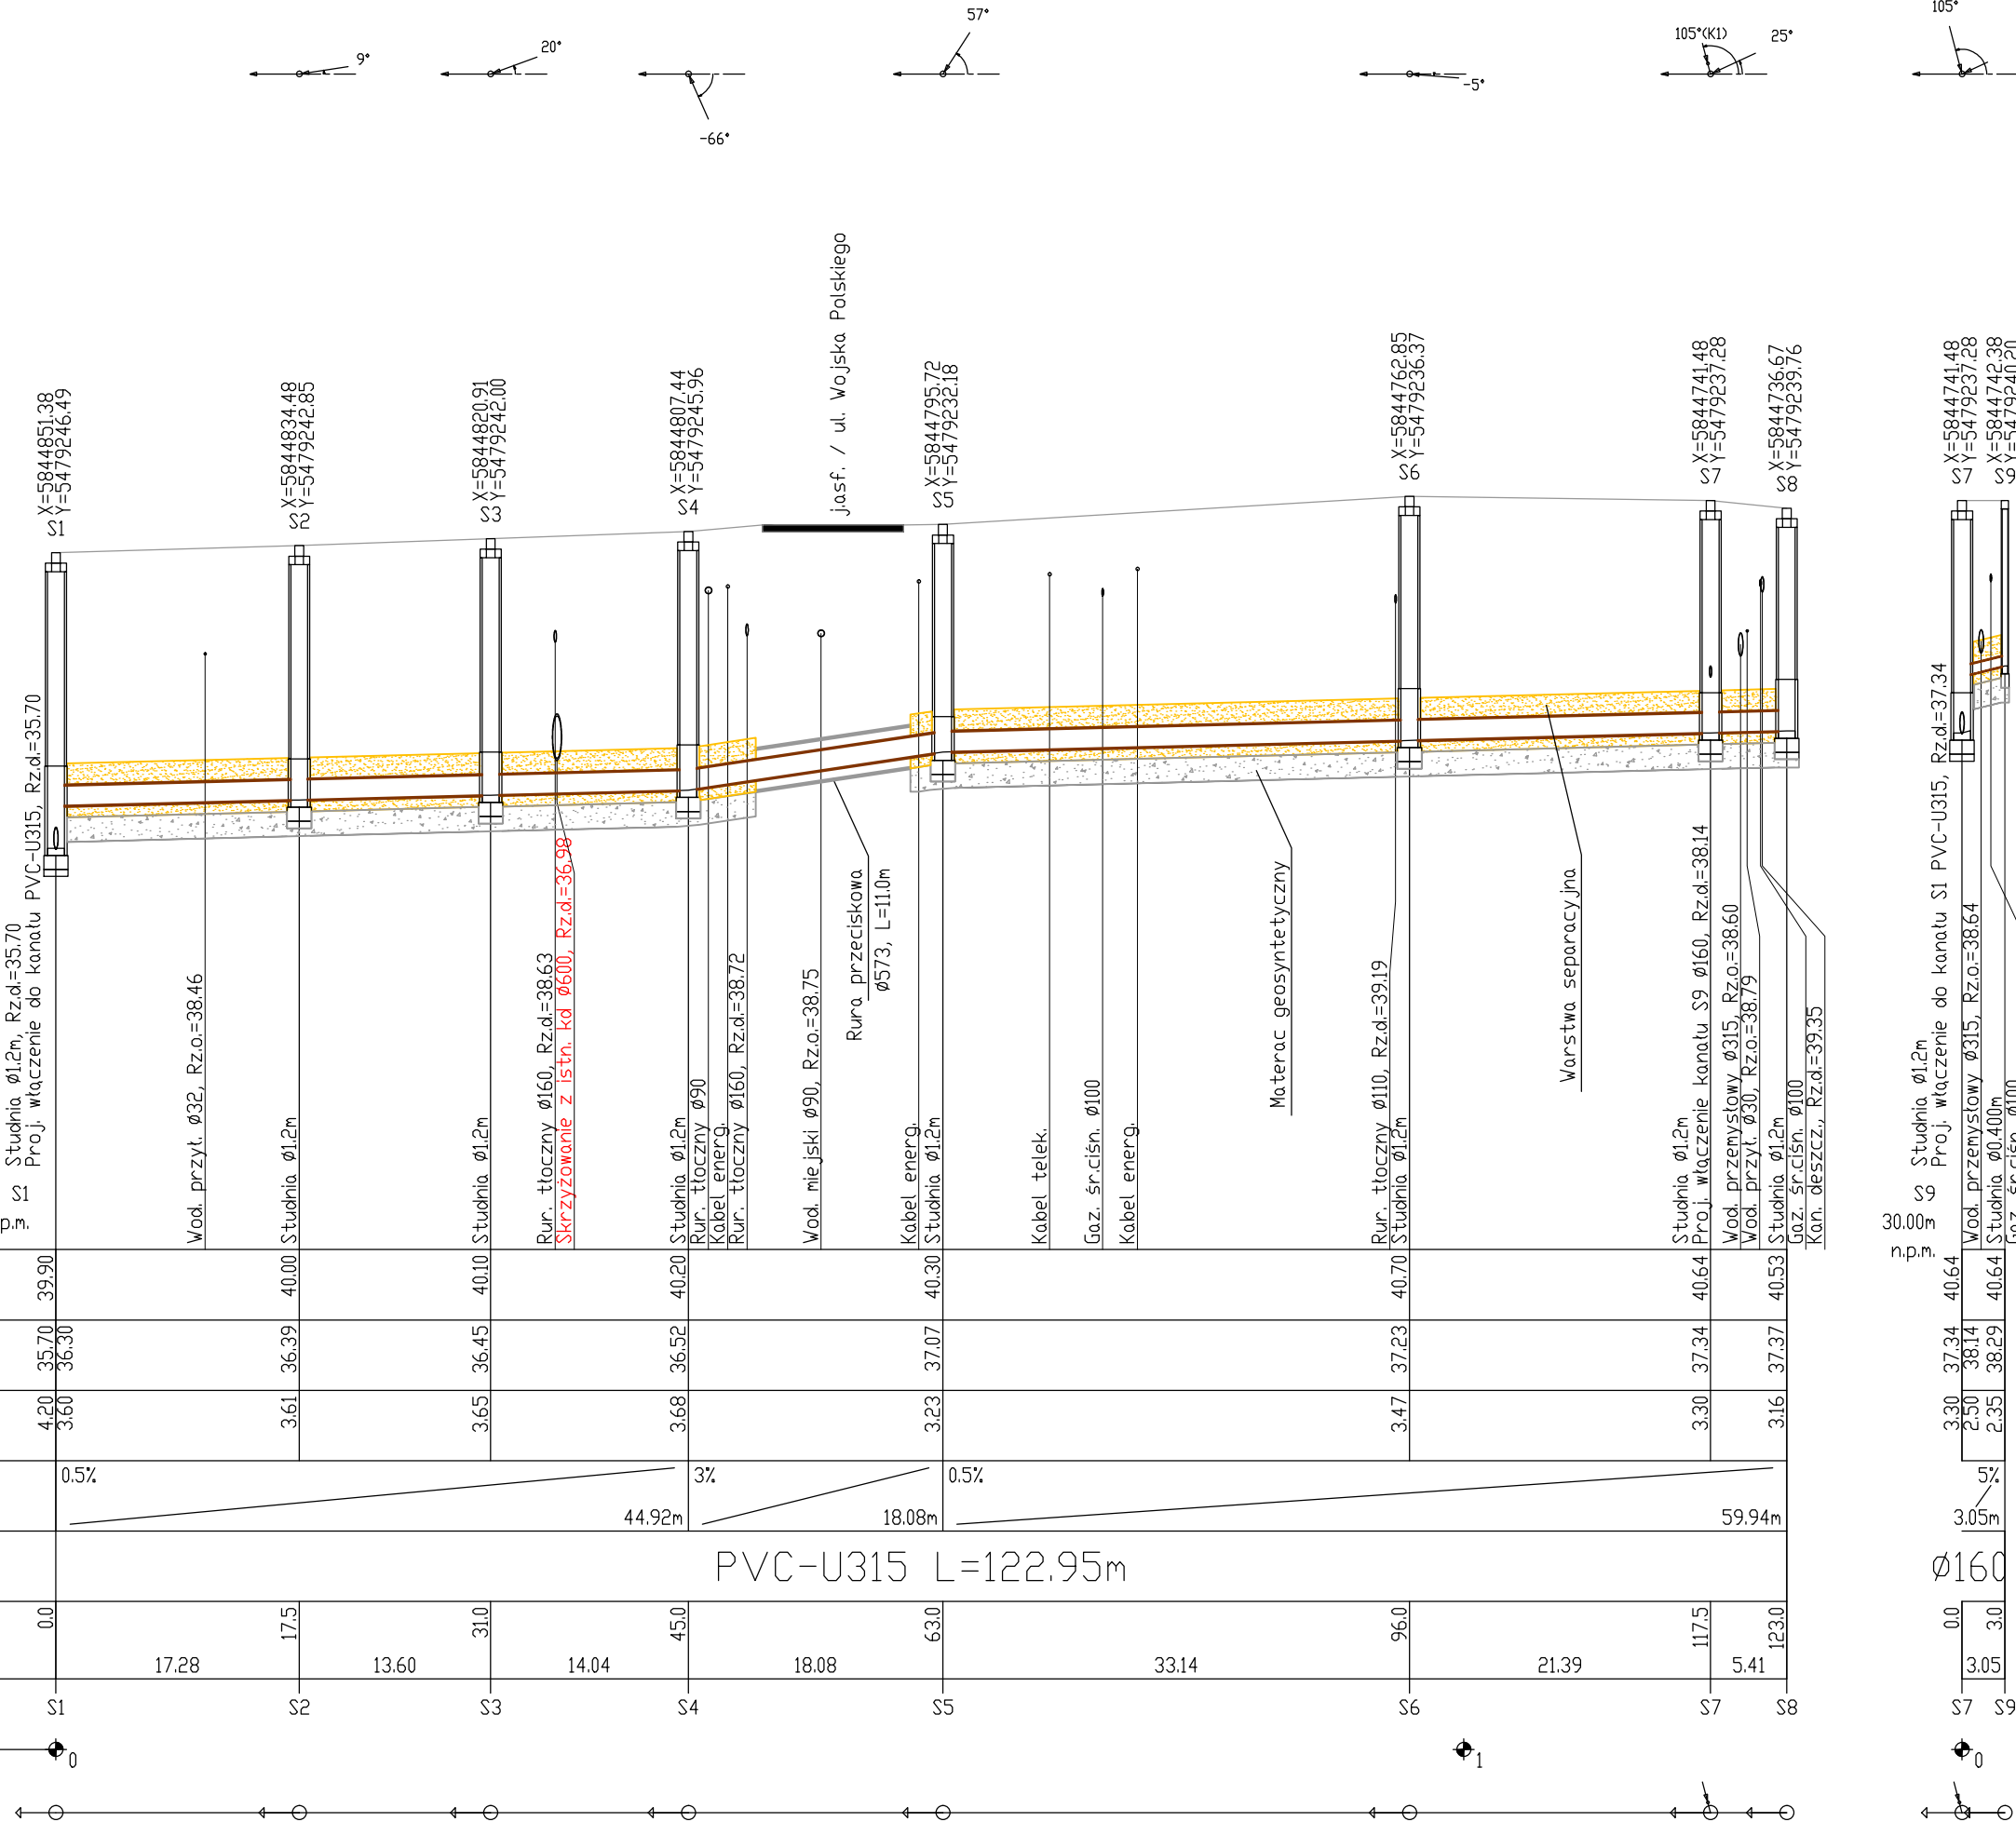 9°
20°
-66°
57°
-5°
105°(K1)
25°
105°
j.asf. / ul. Wojska Polskiego
X=5844851.38
Y=5479246.49
S1
X=5844834.48
Y=5479242.85
S2
X=5844820.91
Y=5479242.00
S3
X=5844807.44
Y=5479245.96
S4
X=5844795.72
Y=5479232.18
S5
X=5844762.85
Y=5479236.37
S6
X=5844741.48
Y=5479237.28
S7
X=5844736.67
Y=5479239.76
S8
X=5844741.48
Y=5479237.28
S7
X=5844742.38
Y=5479240.20
S9
Studnia Ø1.2m, Rz.d.=35.70
Proj. włączenie do kanału PVC-U315, Rz.d.=35.70
Wod. przył. Ø32, Rz.o.=38.46
Studnia Ø1.2m
Studnia Ø1.2m
Rur. tłoczny Ø160, Rz.d.=38.63
Skrzyżowanie z istn. kd Ø600, Rz.d.=36.98
Studnia Ø1.2m
Rur. tłoczny Ø90
Kabel energ.
Rur. tłoczny Ø160, Rz.d.=38.72
Wod. miejski Ø90, Rz.o.=38.75
Rura przeciskowa
Ø573, L=11.0m
Kabel energ.
Studnia Ø1.2m
Kabel telek.
Gaz. śr.ciśn. Ø100
Kabel energ.
Materac geosyntetyczny
Rur. tłoczny Ø110, Rz.d.=39.19
Studnia Ø1.2m
Warstwa separacyjna
Studnia Ø1.2m
Proj. włączenie kanału S9 Ø160, Rz.d.=38.14
Wod. przemysłowy Ø315, Rz.o.=38.60
Wod. przył. Ø30, Rz.o.=38.79
Studnia Ø1.2m
Gaz. śr.ciśn. Ø100
Kan. deszcz., Rz.d.=39.35
Studnia Ø1.2m
Proj. włączenie do kanału S1 PVC-U315, Rz.d.=37.34
Wod. przemysłowy Ø315, Rz.o.=38.64
Studnia Ø0.400m
Gaz. śr.ciśn. Ø100
S1
p.m.
S9
30.00m
n.p.m.
39.90 40.00 40.10 40.20 40.30 40.70 40.64 40.53 40.64 40.64
35.70 36.30 36.39 36.45 36.52 37.07 37.23 37.34 37.37 37.34 38.14 38.29
4.20 3.60 3.61 3.65 3.68 3.23 3.47 3.30 3.16 3.30 2.50 2.35
0.5% 3% 0.5% 5%
44.92m 18.08m 59.94m 3.05m
PVC-U315 L=122.95m Ø160
0.0 17.5 31.0 45.0 63.0 96.0 117.5 123.0 0.0 3.0
17.28 13.60 14.04 18.08 33.14 21.39 5.41 3.05
S1 S2 S3 S4 S5 S6 S7 S8 S7 S9
0 1 0